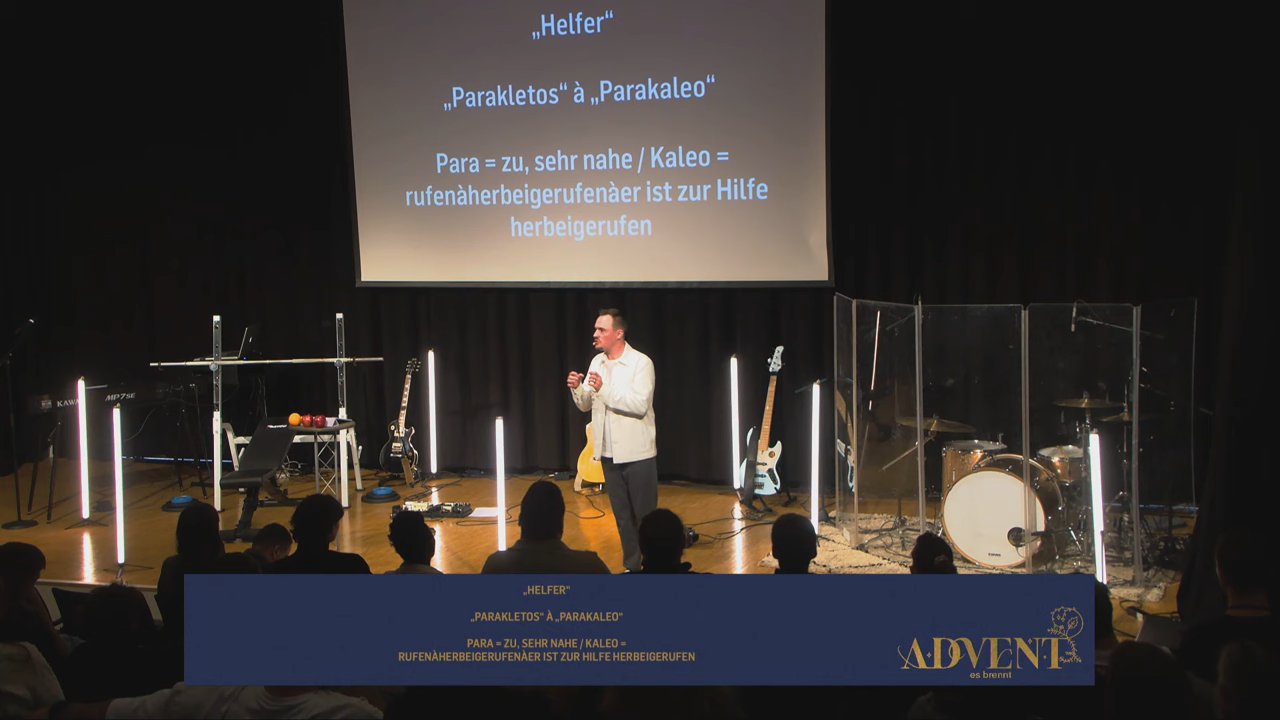 „Helfer“
„Parakletos“ à „Parakaleo“
Para = zu, sehr nahe / Kaleo =
rufenàherbeigerufenàer ist zur Hilfe
herbeigerufen
KAWA
MP7SE
„HELFER“
„PARAKLETOS“ À „PARAKALEO“
PARA = ZU, SEHR NAHE / KALEO =
RUFENÀHERBEIGERUFENÀER IST ZUR HILFE HERBEIGERUFEN
ADVENT
es brennt